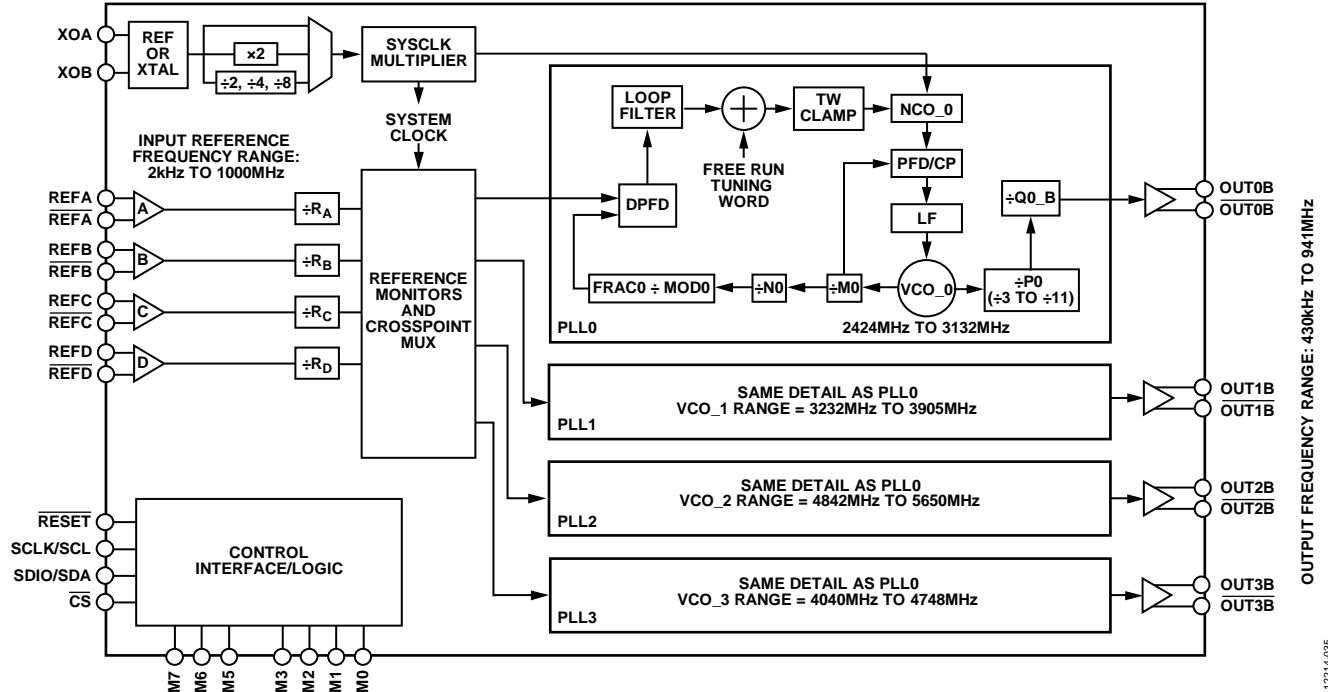 XOA
XOB
REF
OR
XTAL
×2
÷2, ÷4, ÷8
SYSCLK
MULTIPLIER
SYSTEM
CLOCK
INPUT REFERENCE
FREQUENCY RANGE:
2kHz TO 1000MHz
REFA
REFA
A
÷RA
REFB
REFB
B
÷RB
REFC
REFC
C
÷RC
REFD
REFD
D
÷RD
REFERENCE
MONITORS
AND
CROSSPOINT
MUX
LOOP
FILTER
TW
CLAMP
NCO_0
FREE RUN
TUNING
WORD
PFD/CP
DPFD
LF
÷Q0_B
FRAC0 ÷ MOD0
÷N0
÷M0
VCO_0
÷P0
(÷3 TO ÷11)
2424MHz TO 3132MHz
PLL0
OUT0B
OUT0B
SAME DETAIL AS PLL0
VCO_1 RANGE = 3232MHz TO 3905MHz
PLL1
OUT1B
OUT1B
SAME DETAIL AS PLL0
VCO_2 RANGE = 4842MHz TO 5650MHz
PLL2
OUT2B
OUT2B
SAME DETAIL AS PLL0
VCO_3 RANGE = 4040MHz TO 4748MHz
PLL3
OUT3B
OUT3B
OUTPUT FREQUENCY RANGE: 430kHz TO 941MHz
RESET
SCLK/SCL
SDIO/SDA
CS
CONTROL
INTERFACE/LOGIC
M7
M6
M5
M3
M2
M1
M0